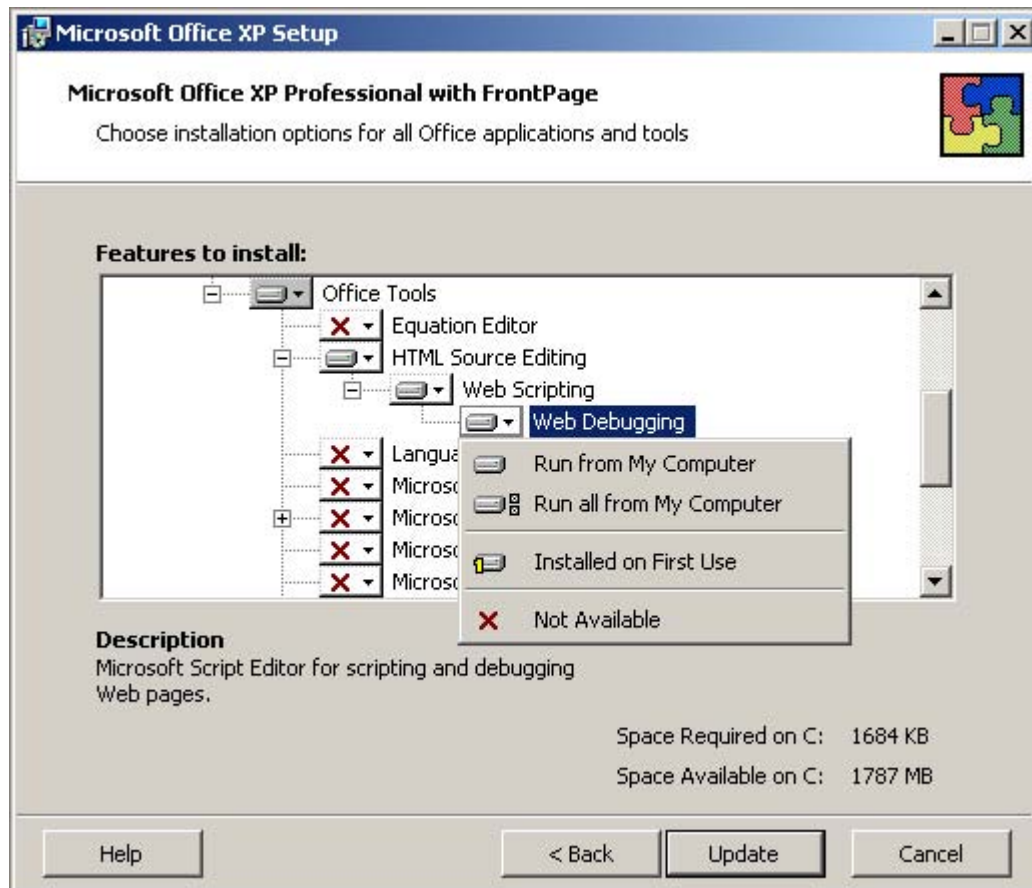 Microsoft Office XP Setup
Microsoft Office XP Professional with FrontPage
Choose installation options for all Office applications and tools
Features to install:
Office Tools
Equation Editor
HTML Source Editing
Web Scripting
Web Debugging
Langua
Microso
Microso
Microso
Microso
Run from My Computer
Run all from My Computer
Installed on First Use
Not Available
Description
Microsoft Script Editor for scripting and debugging
Web pages.
Space Required on C: 1684 KB
Space Available on C: 1787 MB
Help
< Back
Update
Cancel